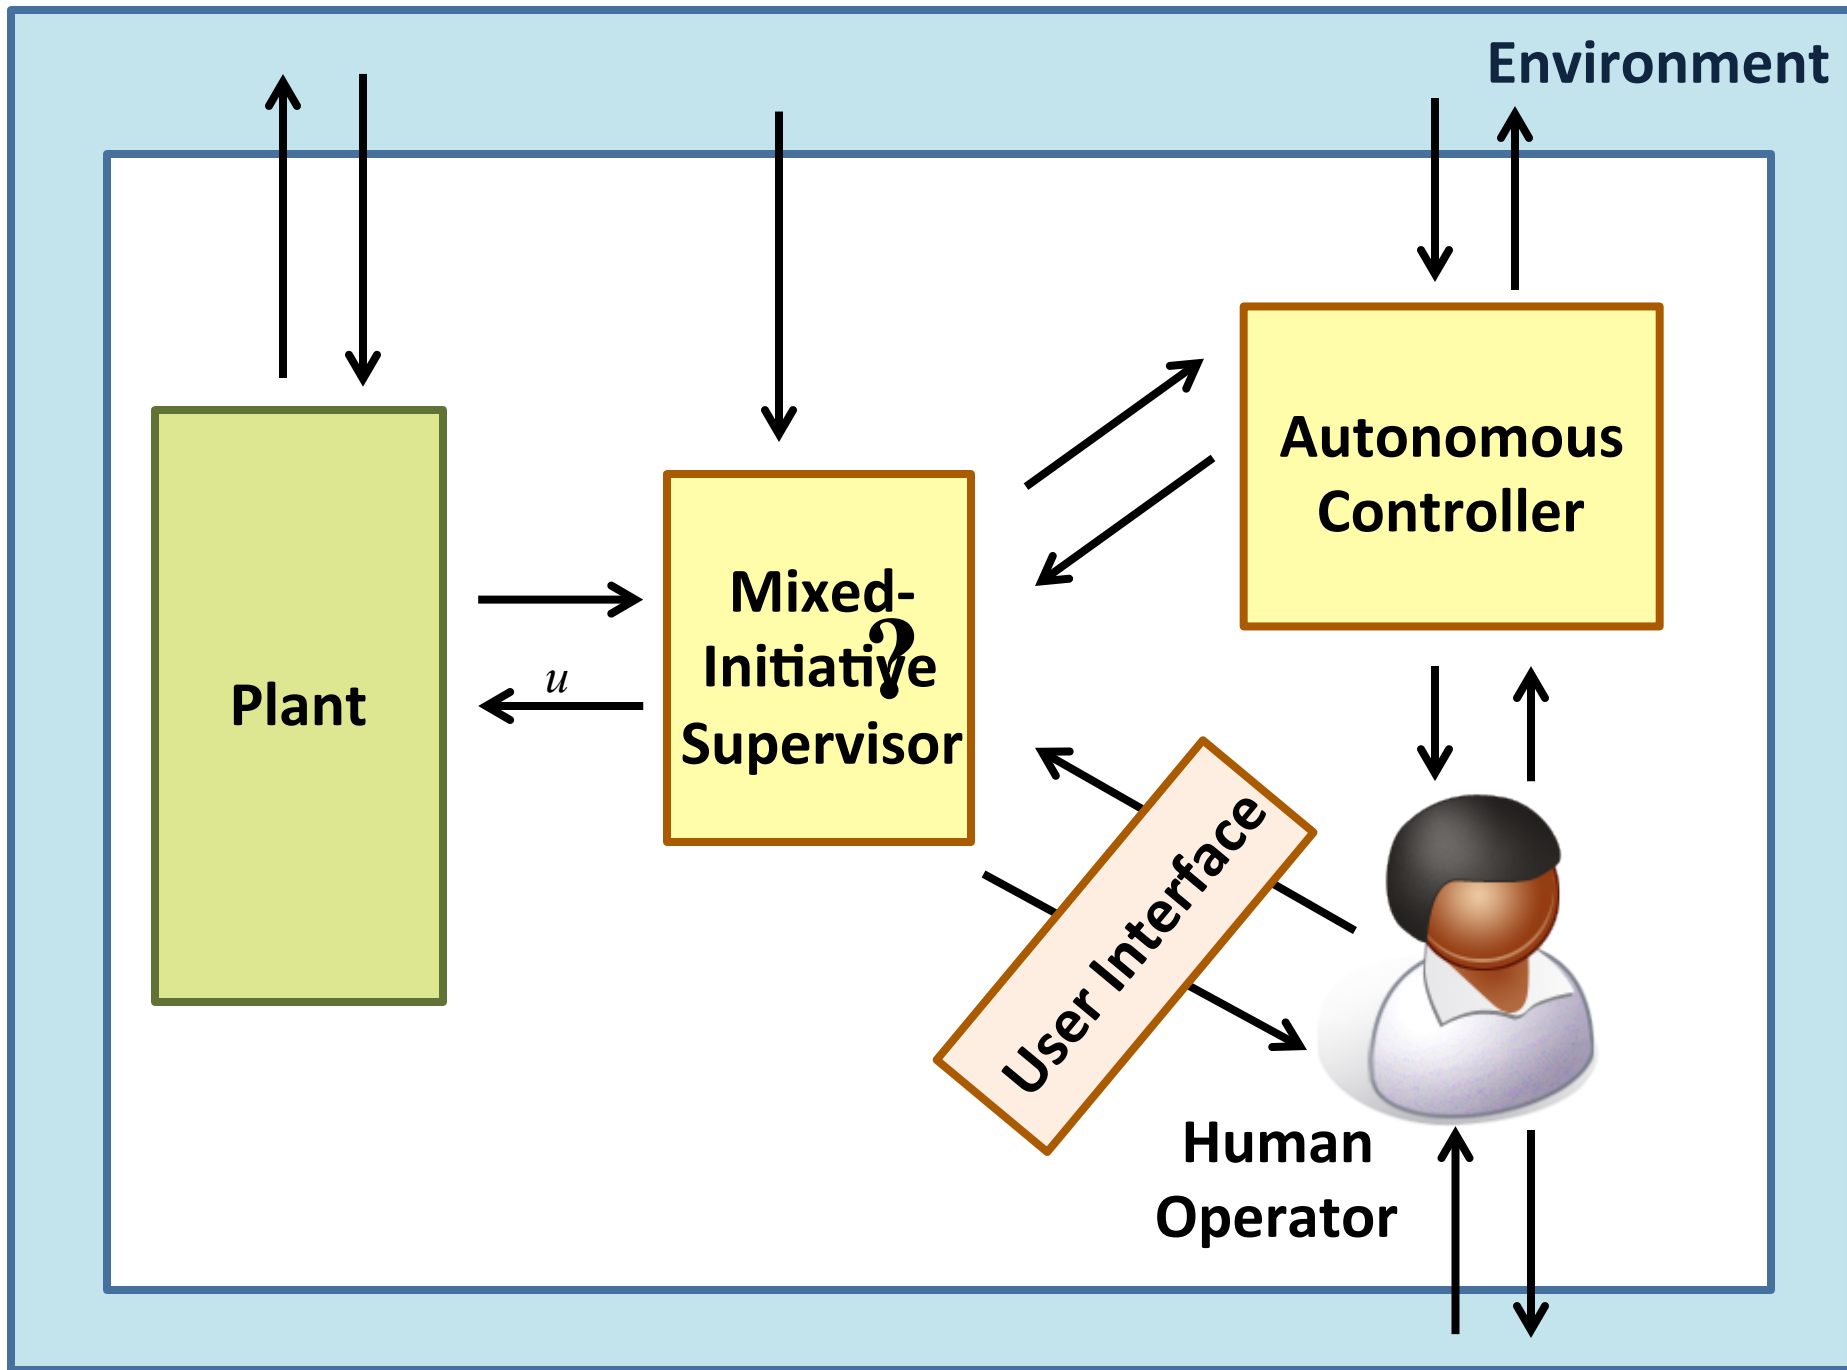 Environment
Autonomous
Controller
Mixed-
Initiative
?
Supervisor
u
Plant
User Interface
Human
Operator